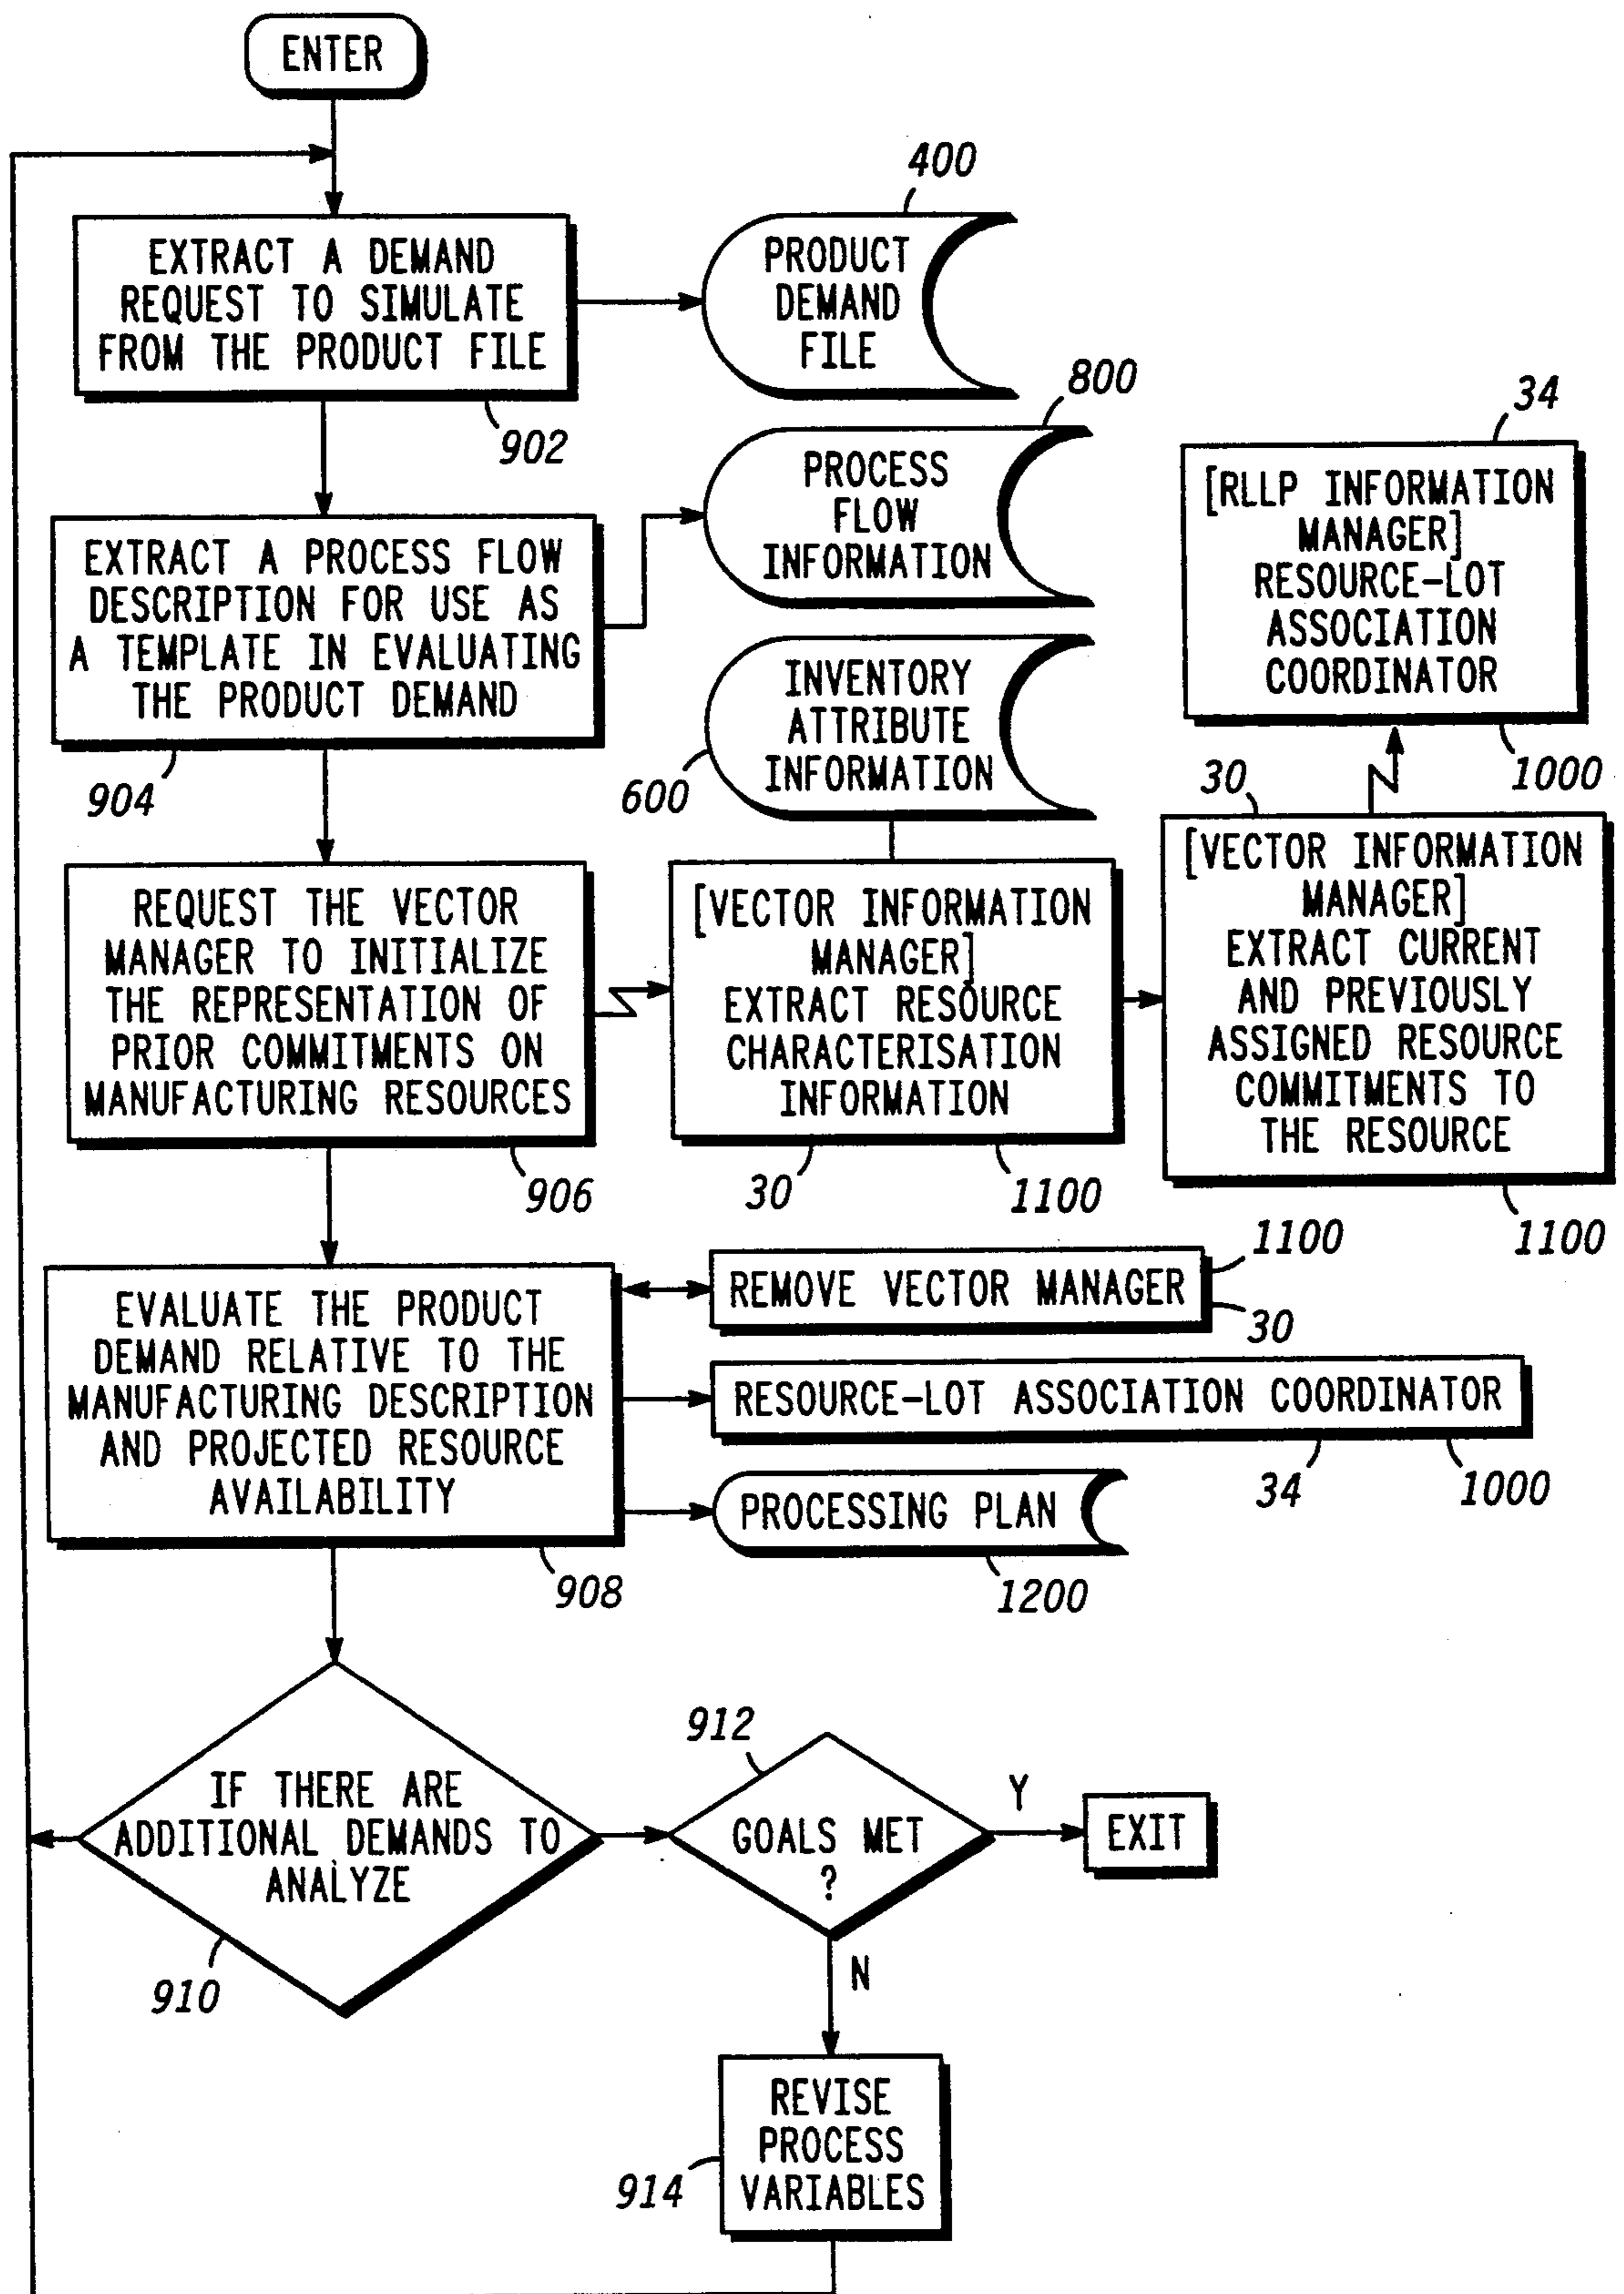 ENTER
400
EXTRACT A DEMAND
REQUEST TO SIMULATE
FROM THE PRODUCT FILE
902
PRODUCT
DEMAND
FILE
800
PROCESS
FLOW
INFORMATION
EXTRACT A PROCESS FLOW
DESCRIPTION FOR USE AS
A TEMPLATE IN EVALUATING
THE PRODUCT DEMAND
904
34
[RLLP INFORMATION
MANAGER]
RESOURCE-LOT
ASSOCIATION
COORDINATOR
1000
INVENTORY
ATTRIBUTE
INFORMATION
600
REQUEST THE VECTOR
MANAGER TO INITIALIZE
THE REPRESENTATION OF
PRIOR COMMITMENTS ON
MANUFACTURING RESOURCES
906
[VECTOR INFORMATION
MANAGER]
EXTRACT RESOURCE
CHARACTERISATION
INFORMATION
30
1100
30
[VECTOR INFORMATION
MANAGER]
EXTRACT CURRENT
AND PREVIOUSLY
ASSIGNED RESOURCE
COMMITMENTS TO
THE RESOURCE
1100
EVALUATE THE PRODUCT
DEMAND RELATIVE TO THE
MANUFACTURING DESCRIPTION
AND PROJECTED RESOURCE
AVAILABILITY
908
REMOVE VECTOR MANAGER
1100
30
RESOURCE-LOT ASSOCIATION COORDINATOR
34
1000
PROCESSING PLAN
1200
IF THERE ARE
ADDITIONAL DEMANDS TO
ANALYZE
910
912
GOALS MET
?
Y
EXIT
N
REVISE
PROCESS
VARIABLES
914